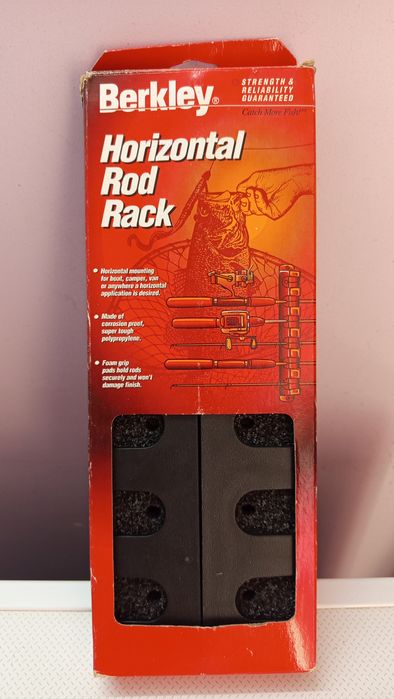 Berkley®
STRENGTH &
RELIABILITY
GUARANTEED
Catch More Fish!™
Horizontal
Rod
Rack
• Horizontal mounting
for boat, camper, van
or anywhere a horizontal
application is desired.
• Made of
corrosion proof,
super tough
polypropylene.
• Foam grip
pads hold rods
securely and won't
damage finish.